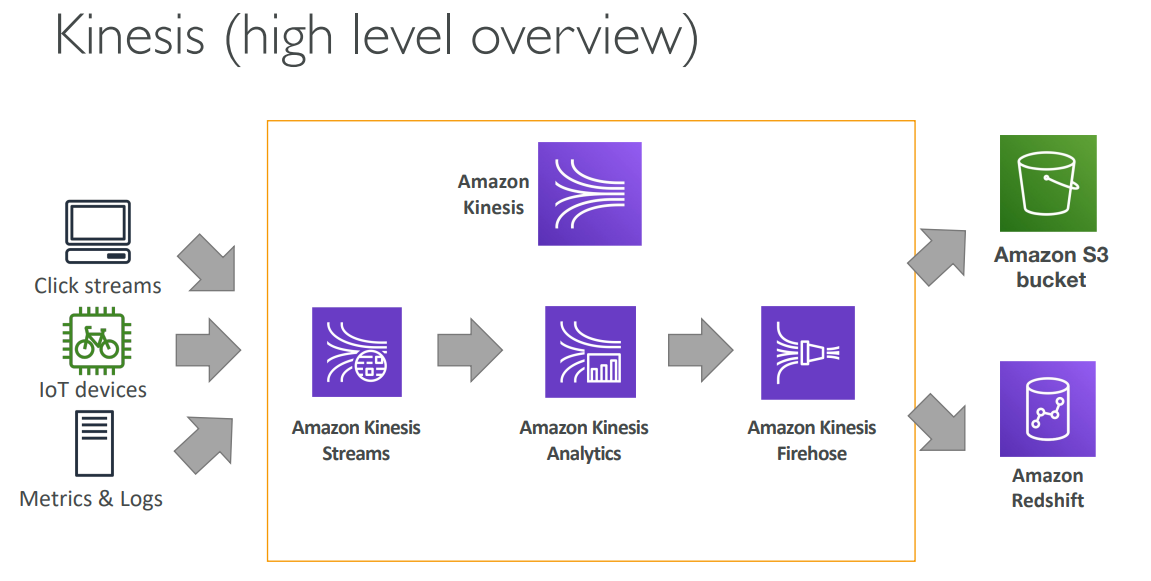 Kinesis (high level overview)
Amazon
Kinesis
Click streams
IoT devices
Metrics & Logs
Amazon Kinesis
Streams
Amazon Kinesis
Analytics
Amazon Kinesis
Firehose
Amazon S3
bucket
Amazon
Redshift